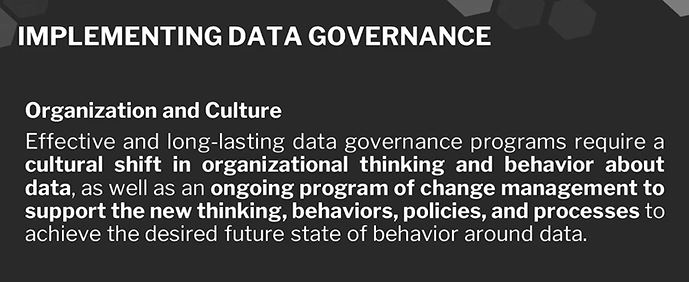 IMPLEMENTING DATA GOVERNANCE
Organization and Culture
Effective and long-lasting data governance programs require a
cultural shift in organizational thinking and behavior about
data, as well as an ongoing program of change management to
support the new thinking, behaviors, policies, and processes to
achieve the desired future state of behavior around data.